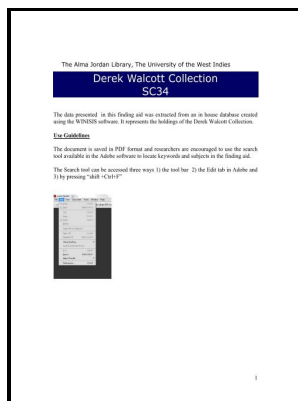 The Alma Jordan Library, The University of the West Indies
Derek Walcott Collection
SC34
The data presented in this finding aid was extracted from an in house database created
using the WINISIS software. It represents the holdings of the Derek Walcott Collection.
Use Guidelines
The document is saved in PDF format and researchers are encouraged to use the search
tool available in the Adobe software to locate keywords and subjects in the finding aid.
The Search tool can be accessed three ways 1) the tool bar 2) the Edit tab in Adobe and
3) by pressing "shift +Ctrl+F"
1